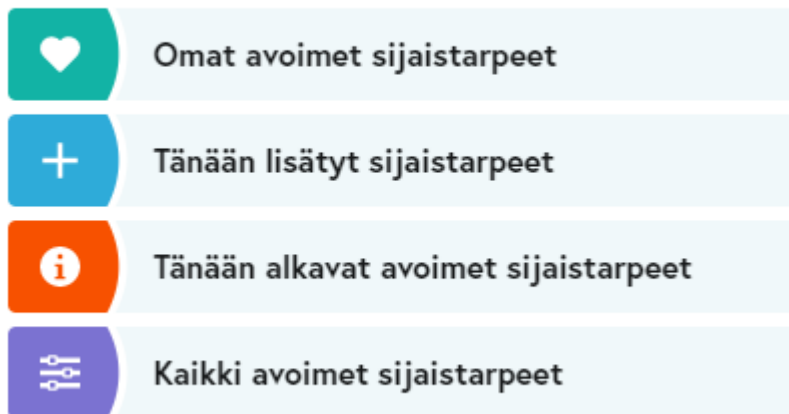 Omat avoimet sijaistarpeet
Tänään lisätyt sijaistarpeet
Tänään alkavat avoimet sijaistarpeet
Kaikki avoimet sijaistarpeet